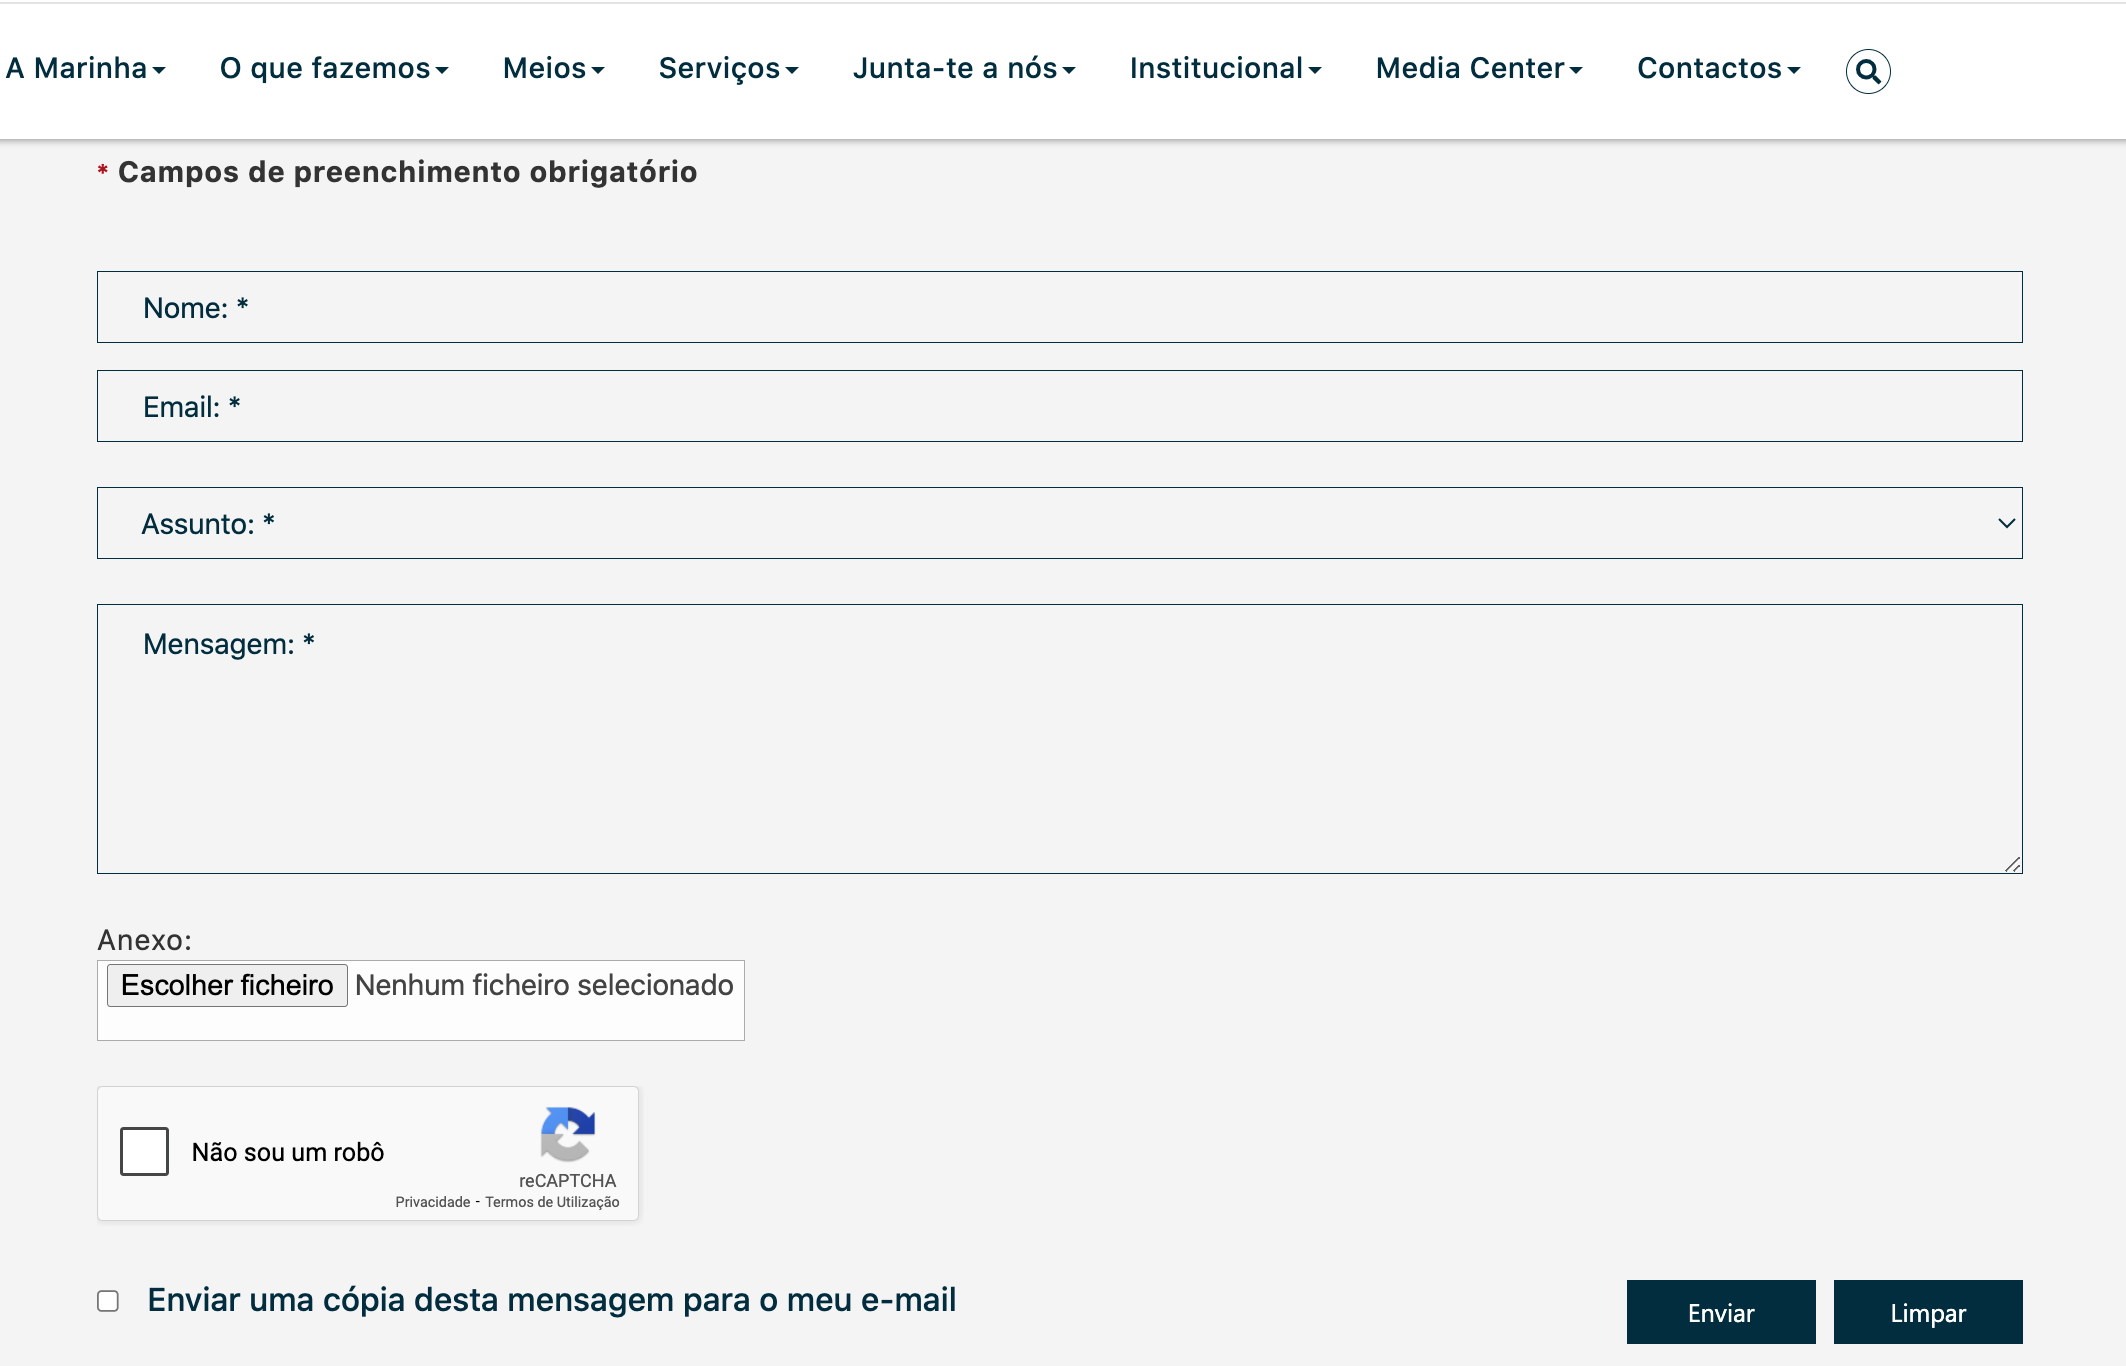 A Marinha O que fazemos Meios Serviços Junta-te a nós Institucional Media Center Contactos
* Campos de preenchimento obrigatório
Nome: *
Email: *
Assunto: *
Mensagem: *
Anexo:
Escolher ficheiro Nenhum ficheiro selecionado
Não sou um robô
reCAPTCHA
Privacidade - Termos de Utilização
Enviar uma cópia desta mensagem para o meu e-mail
Enviar Limpar